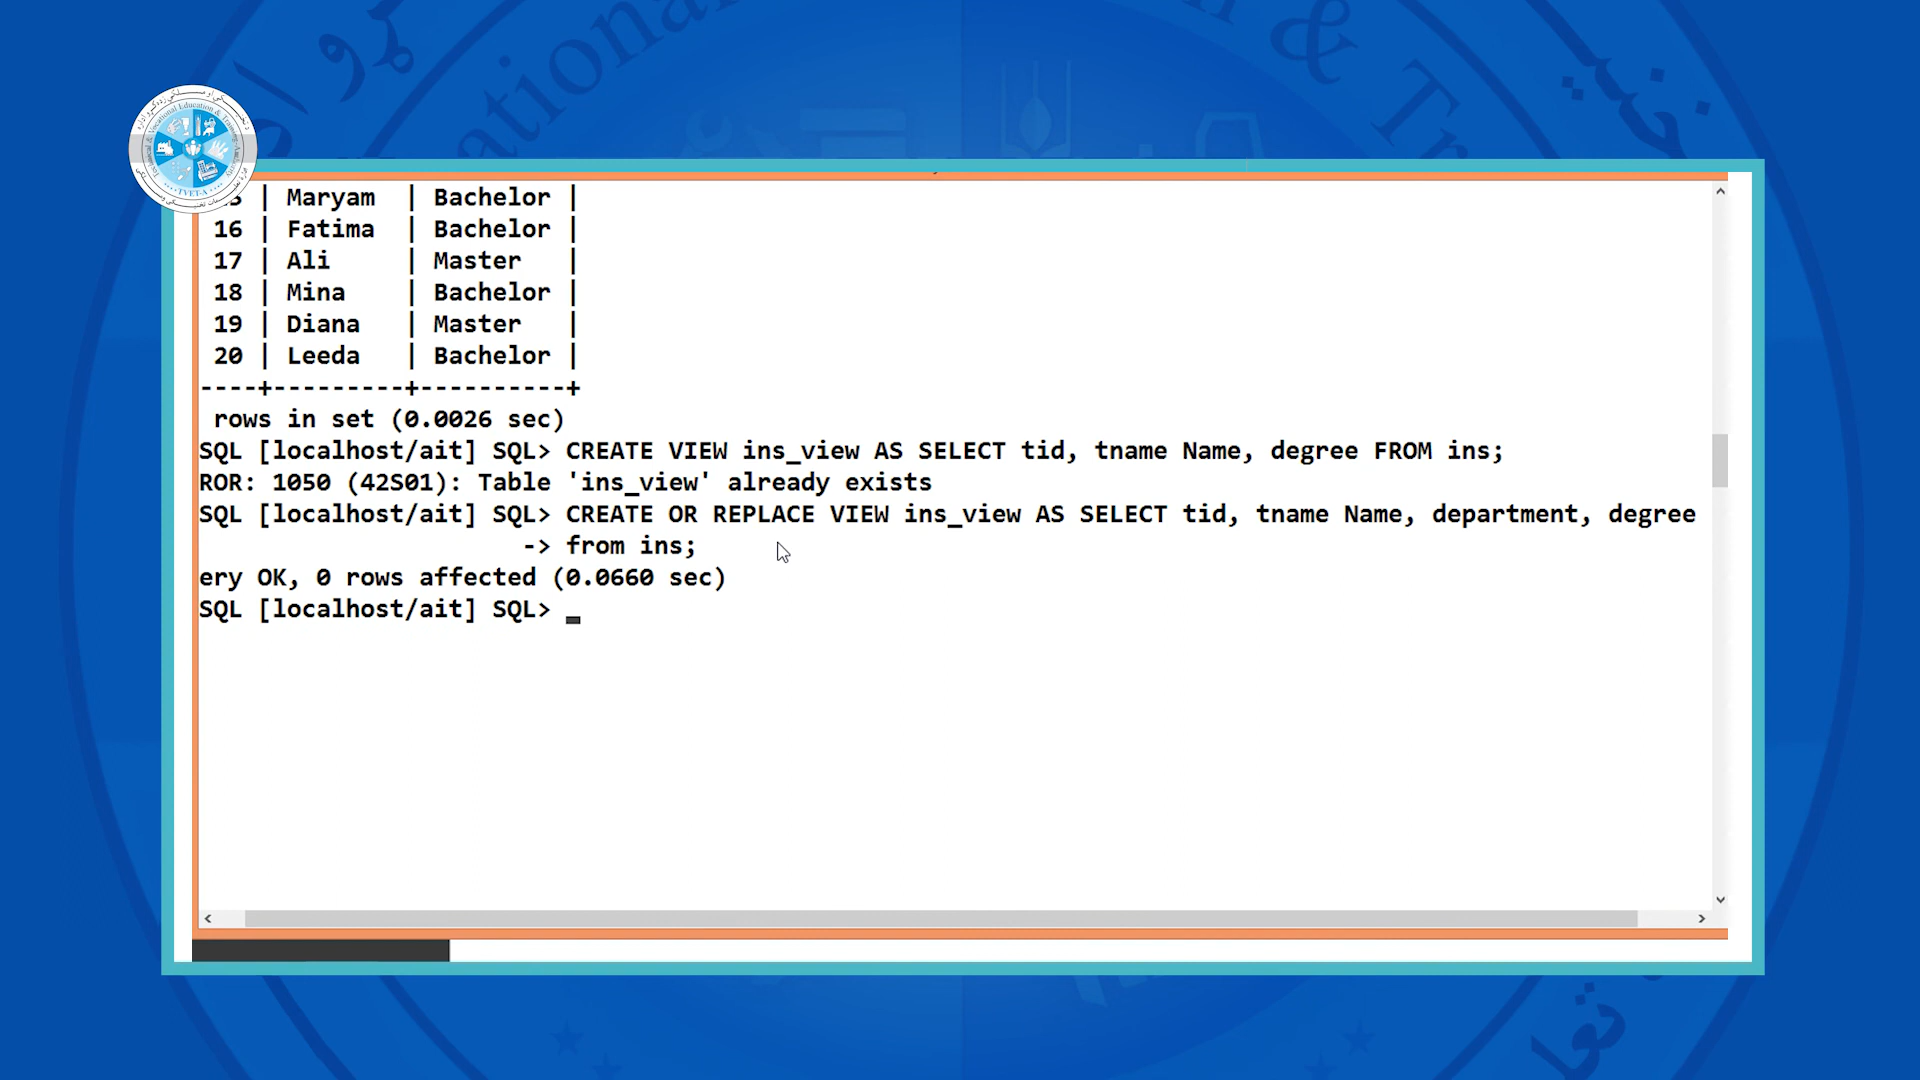 | Maryam | Bachelor |
16 | Fatima | Bachelor |
17 | Ali | Master |
18 | Mina | Bachelor |
19 | Diana | Master |
20 | Leeda | Bachelor |
----+---------+----------+
rows in set (0.0026 sec)
SQL [localhost/ait] SQL> CREATE VIEW ins_view AS SELECT tid, tname Name, degree FROM ins;
ROR: 1050 (42S01): Table 'ins_view' already exists
SQL [localhost/ait] SQL> CREATE OR REPLACE VIEW ins_view AS SELECT tid, tname Name, department, degree
-> from ins;
ery OK, 0 rows affected (0.0660 sec)
SQL [localhost/ait] SQL>
TVET-A